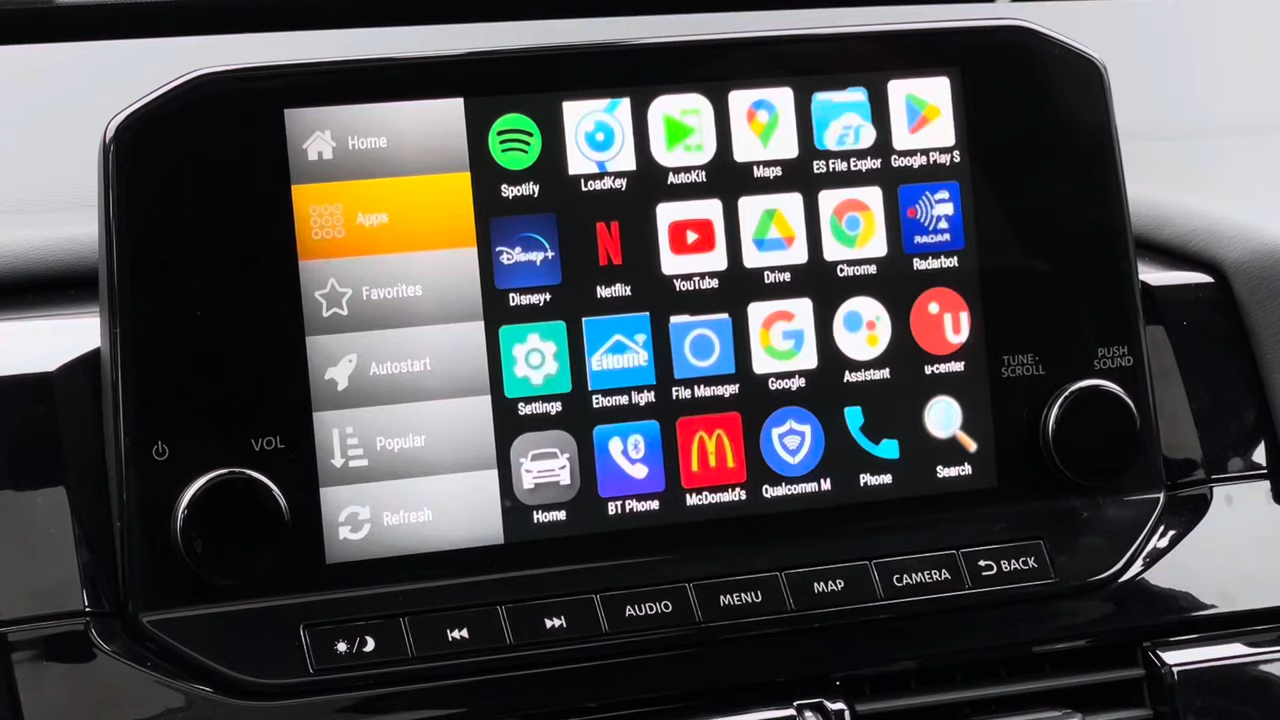 Home
Apps
Favorites
Autostart
Popular
Refresh
Spotify
LoadKey
AutoKit
Maps
ES
ES File Explor
Google Play S
Disney+
Disney+
N
Netflix
YouTube
Drive
Chrome
RADAR
Radarbot
Settings
EHOME
Ehome light
File Manager
G
Google
Assistant
u
u-center
Home
BT Phone
McDonald's
Qualcomm M
Phone
Search
VOL
TUNE·
SCROLL
PUSH
SOUND
AUDIO
MENU
MAP
CAMERA
BACK